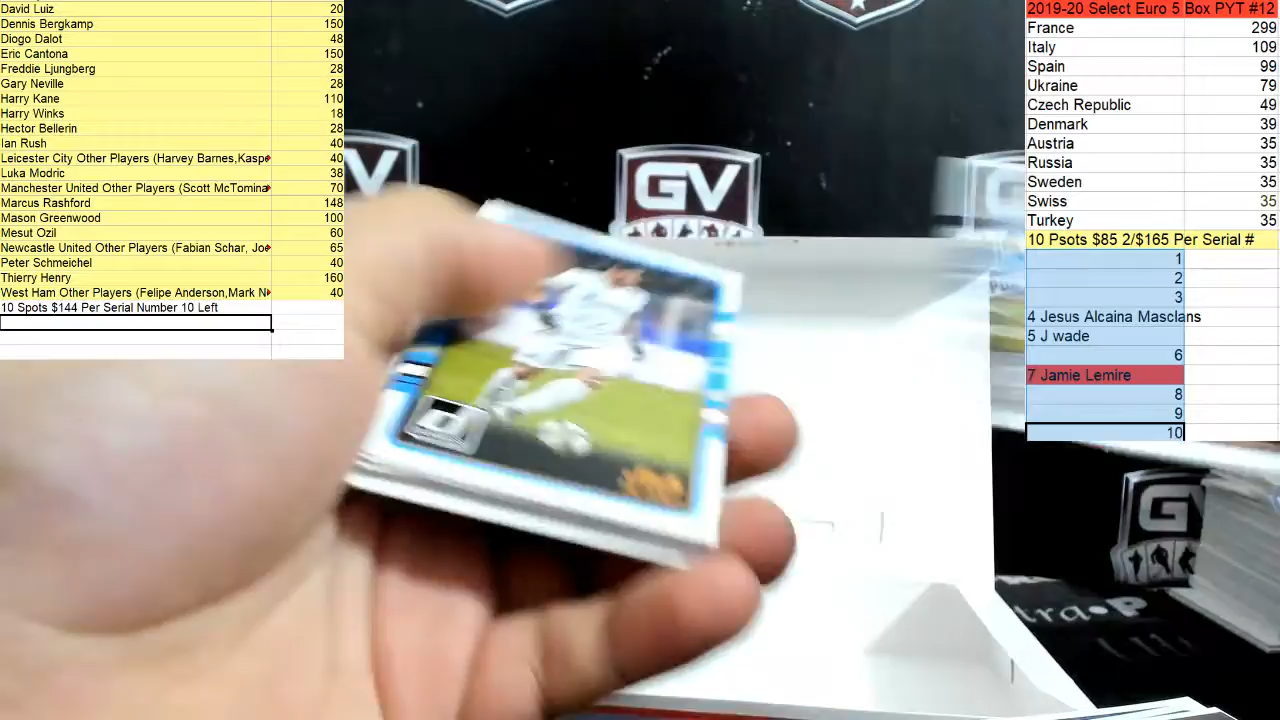 David Luiz 20
Dennis Bergkamp 150
Diogo Dalot 48
Eric Cantona 150
Freddie Ljungberg 28
Gary Neville 28
Harry Kane 110
Harry Winks 18
Hector Bellerin 28
Ian Rush 40
Leicester City Other Players (Harvey Barnes,Kaspe 40
Luka Modric 38
Manchester United Other Players (Scott McTomina 70
Marcus Rashford 148
Mason Greenwood 100
Mesut Ozil 60
Newcastle United Other Players (Fabian Schar, Joe 65
Peter Schmeichel 40
Thierry Henry 160
West Ham Other Players (Felipe Anderson,Mark N 40
10 Spots $144 Per Serial Number 10 Left
2019-20 Select Euro 5 Box PYT #12
France 299
Italy 109
Spain 99
Ukraine 79
Czech Republic 49
Denmark 39
Austria 35
Russia 35
Sweden 35
Swiss 35
Turkey 35
10 Psots $85 2/$165 Per Serial #
1
2
3
4 Jesus Alcaina Masclans
5 J wade
6
7 Jamie Lemire
8
9
10
GV
GV